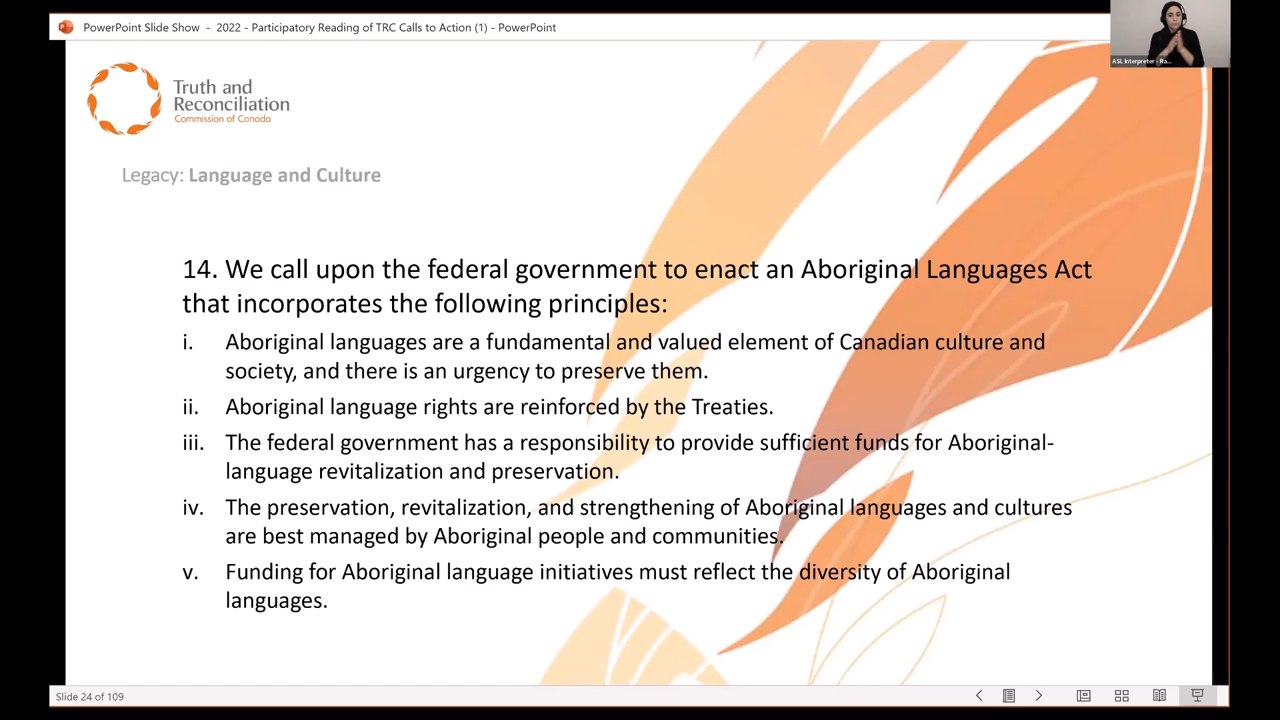 PowerPoint Slide Show - 2022 - Participatory Reading of TRC Calls to Action (1) - PowerPoint
ASL Interpreter - Ra...
Truth and
Reconciliation
Commission of Canada
Legacy: Language and Culture
14. We call upon the federal government to enact an Aboriginal Languages Act
that incorporates the following principles:
i. Aboriginal languages are a fundamental and valued element of Canadian culture and
society, and there is an urgency to preserve them.
ii. Aboriginal language rights are reinforced by the Treaties.
iii. The federal government has a responsibility to provide sufficient funds for Aboriginal-
language revitalization and preservation.
iv. The preservation, revitalization, and strengthening of Aboriginal languages and cultures
are best managed by Aboriginal people and communities.
v. Funding for Aboriginal language initiatives must reflect the diversity of Aboriginal
languages.
Slide 24 of 109